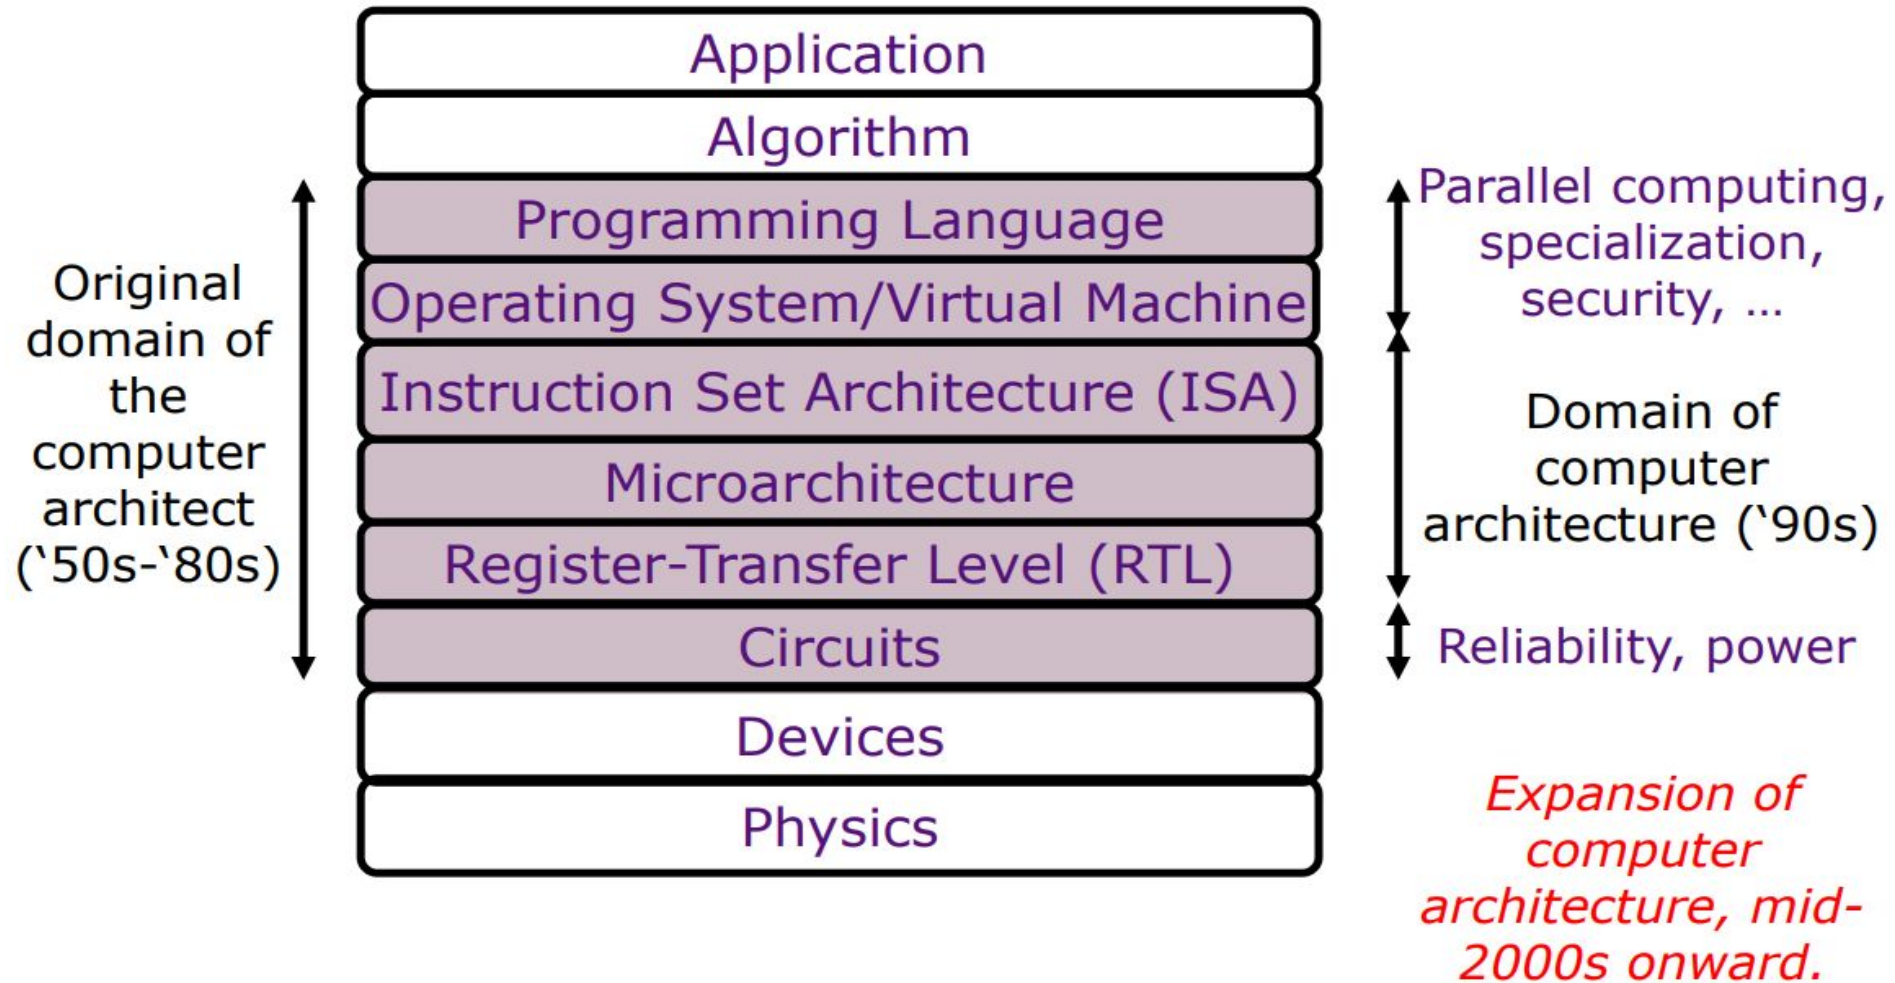 Application
Algorithm
Programming Language
Operating System/Virtual Machine
Instruction Set Architecture (ISA)
Microarchitecture
Register-Transfer Level (RTL)
Circuits
Devices
Physics
Original
domain of
the
computer
architect
(‘50s-‘80s)
Parallel computing,
specialization,
security, ...
Domain of
computer
architecture (‘90s)
Reliability, power
Expansion of
computer
architecture, mid-
2000s onward.